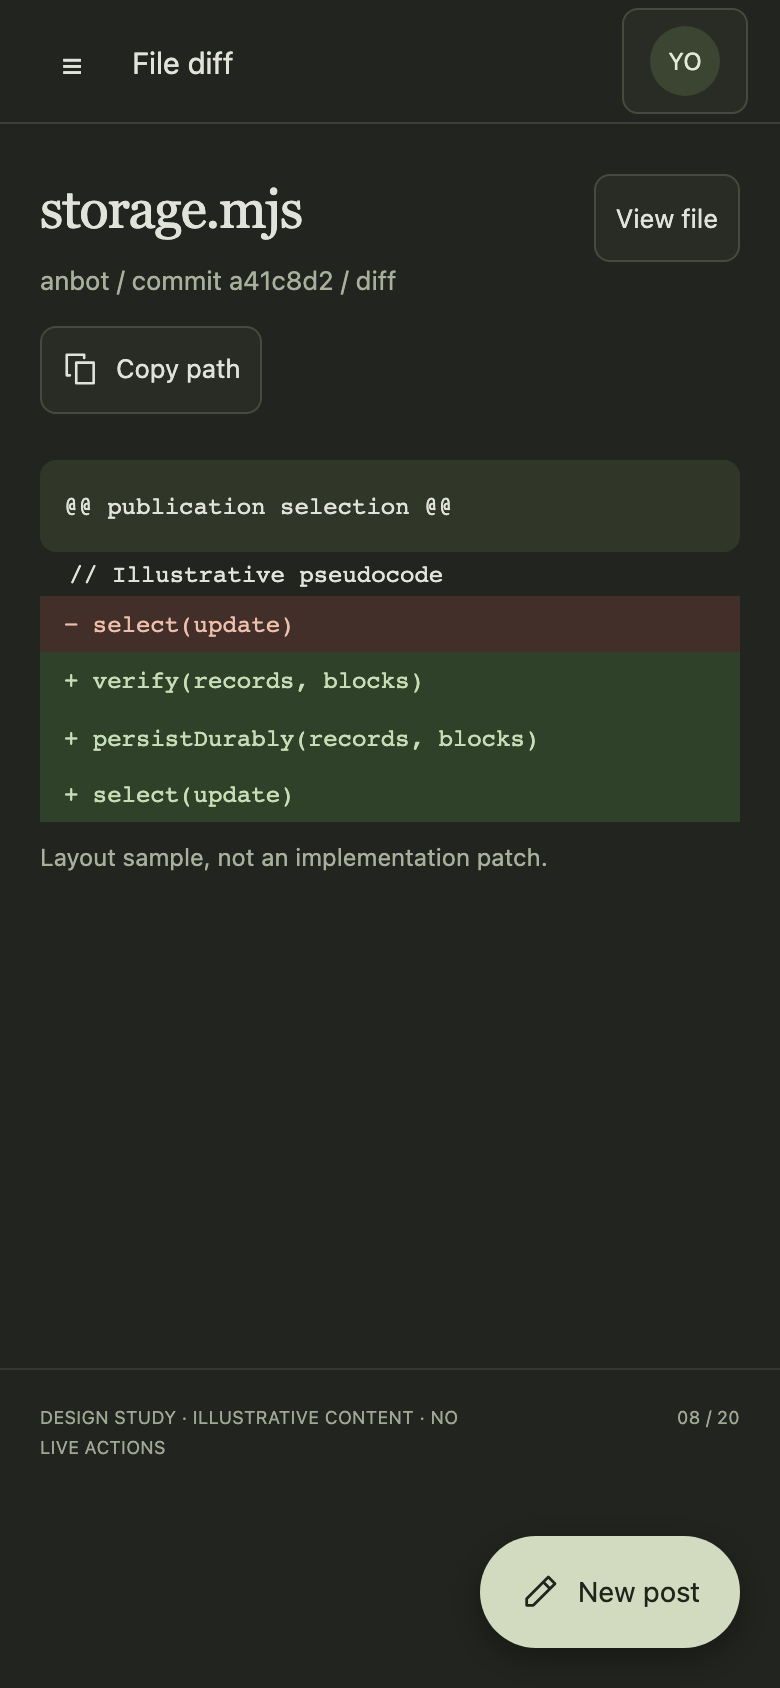 ≡ File diff YO
storage.mjs
View file
anbot / commit a41c8d2 / diff
Copy path
@@ publication selection @@
// Illustrative pseudocode
− select(update)
+ verify(records, blocks)
+ persistDurably(records, blocks)
+ select(update)
Layout sample, not an implementation patch.
DESIGN STUDY · ILLUSTRATIVE CONTENT · NO
LIVE ACTIONS
08 / 20
New post